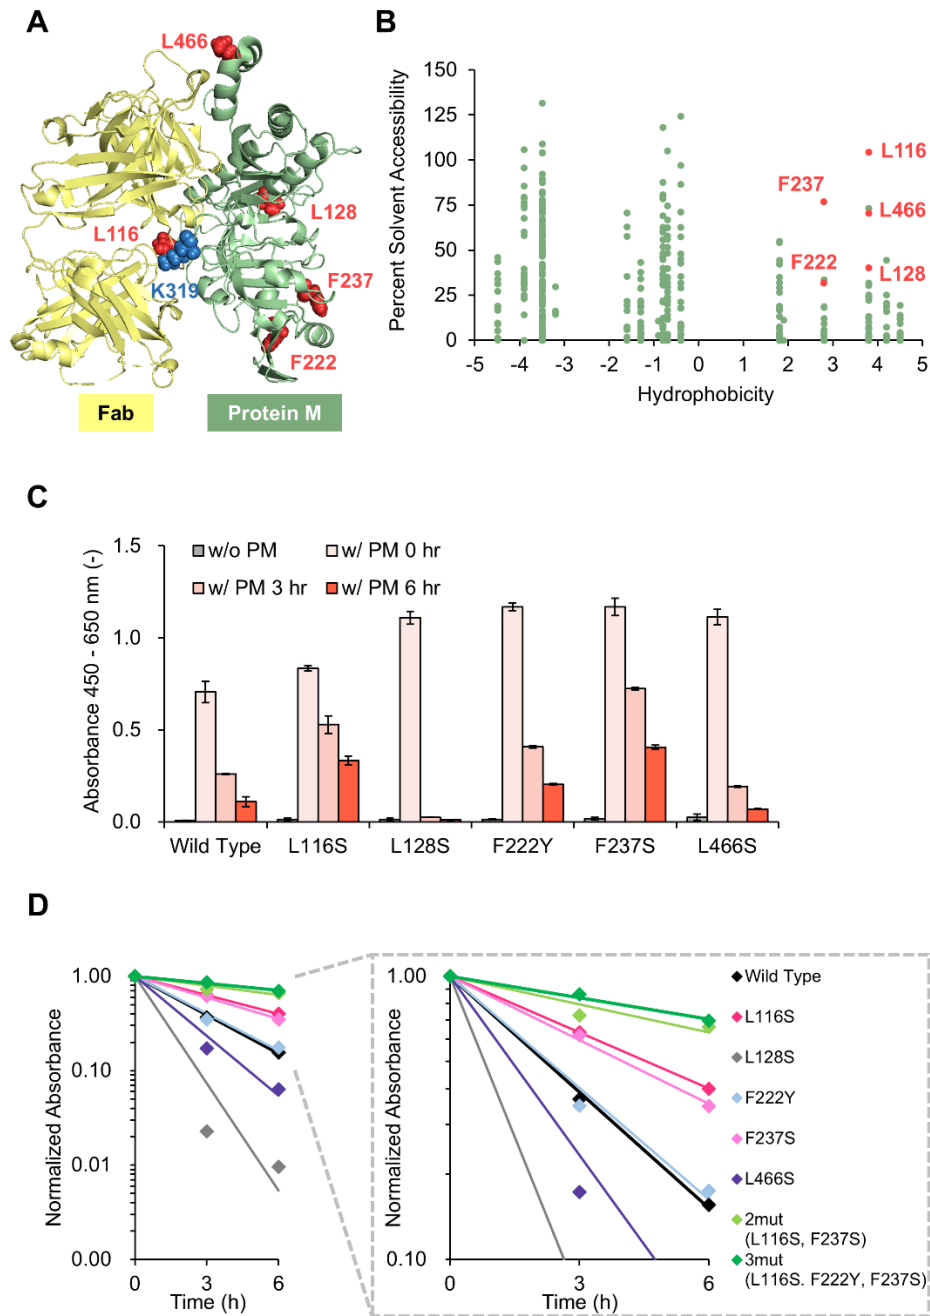 A
L466
L128
L116
K319
F237
F222
Fab
Protein M
B
Percent Solvent Accessibility
150
125
100
75
50
25
0
-5 -4 -3 -2 -1 0 1 2 3 4 5
Hydrophobicity
L116
F237
L466
F222
L128
C
Absorbance 450 - 650 nm (-)
1.5
1.0
0.5
0.0
w/o PM
w/ PM 0 hr
w/ PM 3 hr
w/ PM 6 hr
Wild Type L116S L128S F222Y F237S L466S
D
Normalized Absorbance
1.00
0.10
0.01
0.00
0 3 6
Time (h)
Normalized Absorbance
1.00
0.10
0 3 6
Time (h)
Wild Type
L116S
L128S
F222Y
F237S
L466S
2mut
(L116S, F237S)
3mut
(L116S. F222Y, F237S)